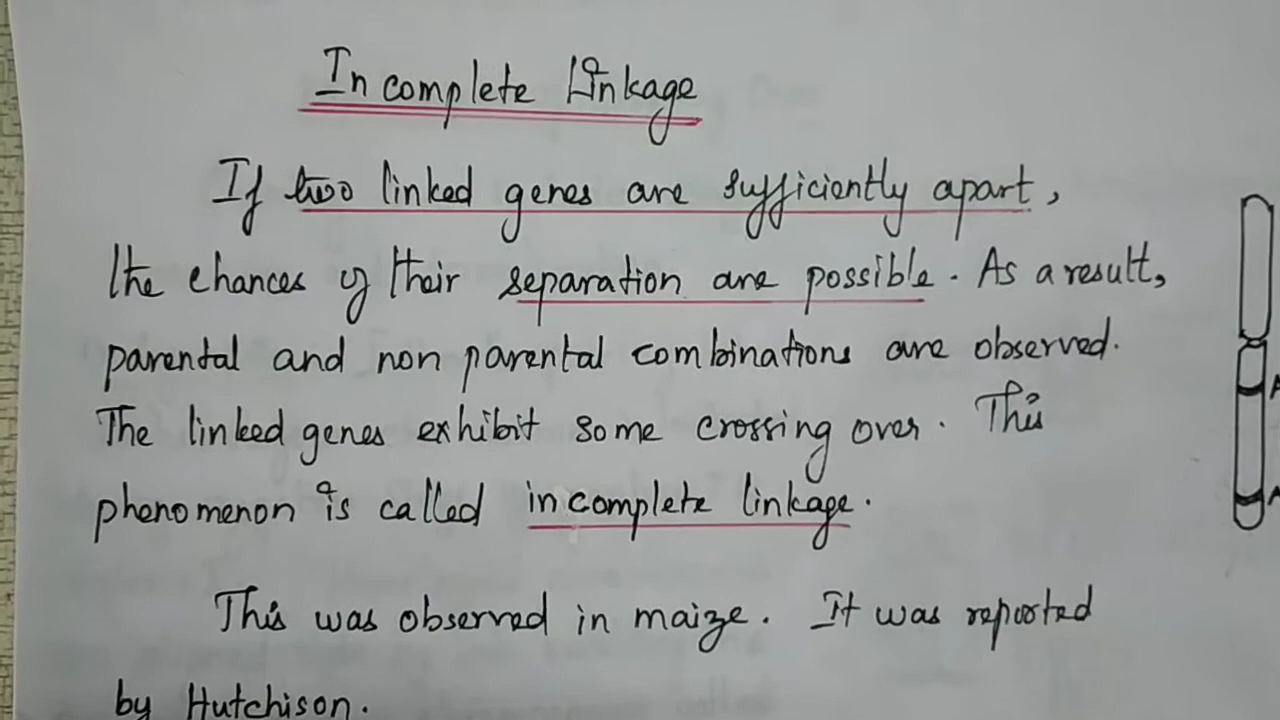 Incomplete Linkage
If two linked genes are sufficiently apart,
the chances of their separation are possible. As a result,
parental and non parental combinations are observed.
The linked genes exhibit some crossing over. This
phenomenon is called incomplete linkage.
This was observed in maize. It was reported
by Hutchison.